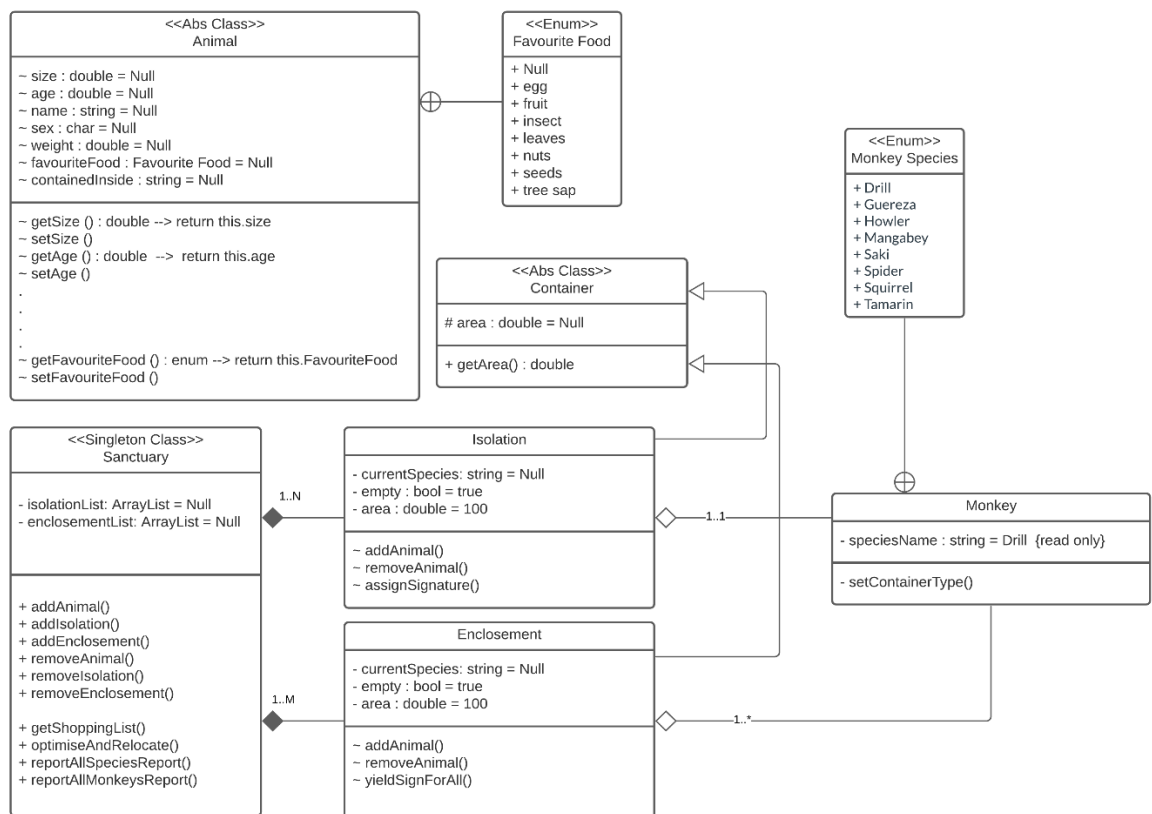 <<Abs Class>>
Animal
~ size : double = Null
~ age : double = Null
~ name : string = Null
~ sex : char = Null
~ weight : double = Null
~ favouriteFood : Favourite Food = Null
~ containedInside : string = Null
~ getSize () : double --> return this.size
~ setSize ()
~ getAge () : double --> return this.age
~ setAge ()
.
.
.
.
~ getFavouriteFood () : enum --> return this.FavouriteFood
~ setFavouriteFood ()
<<Enum>>
Favourite Food
+ Null
+ egg
+ fruit
+ insect
+ leaves
+ nuts
+ seeds
+ tree sap
<<Enum>>
Monkey Species
+ Drill
+ Guereza
+ Howler
+ Mangabey
+ Saki
+ Spider
+ Squirrel
+ Tamarin
<<Abs Class>>
Container
# area : double = Null
+ getArea() : double
<<Singleton Class>>
Sanctuary
- isolationList: ArrayList = Null
- enclosementList: ArrayList = Null
+ addAnimal()
+ addIsolation()
+ addEnclosement()
+ removeAnimal()
+ removeIsolation()
+ removeEnclosement()
+ getShoppingList()
+ optimiseAndRelocate()
+ reportAllSpeciesReport()
+ reportAllMonkeysReport()
1..N
1..M
Isolation
- currentSpecies: string = Null
- empty : bool = true
- area : double = 100
~ addAnimal()
~ removeAnimal()
~ assignSignature()
Enclosement
- currentSpecies: string = Null
- empty : bool = true
- area : double = 100
~ addAnimal()
~ removeAnimal()
~ yieldSignForAll()
1..1
1..*
Monkey
- speciesName : string = Drill {read only}
- setContainerType()